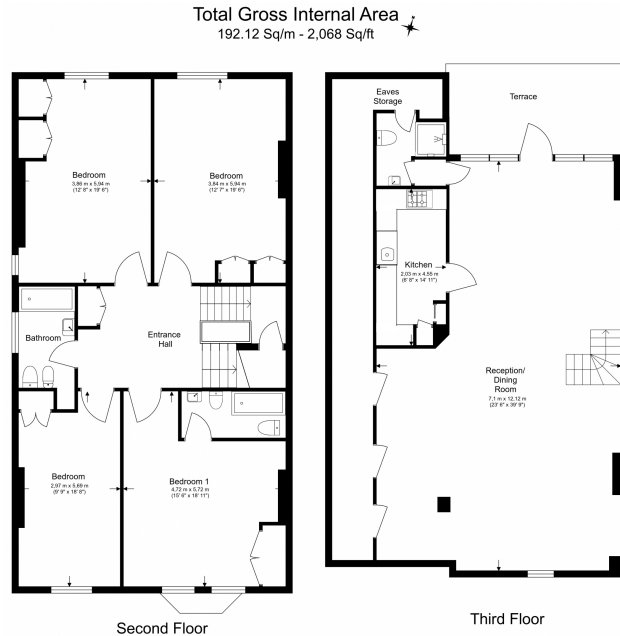 Total Gross Internal Area
192.12 Sq/m - 2,068 Sq/ft
Bedroom
3,86 m x 5,94 m
(12' 8" x 19' 6")
Bedroom
3,84 m x 5,94 m
(12' 7" x 19' 6")
Bathroom
Entrance
Hall
Bedroom
2,97 m x 5,69 m
(9' 9" x 18' 8")
Bedroom 1
4,72 m x 5,72 m
(15' 6" x 18' 11")
Second Floor
Eaves
Storage
Terrace
Kitchen
2,03 m x 4,55 m
(6' 8" x 14' 11")
Reception/
Dining
Room
7,1 m x 12,12 m
(23' 6" x 39' 9")
Third Floor